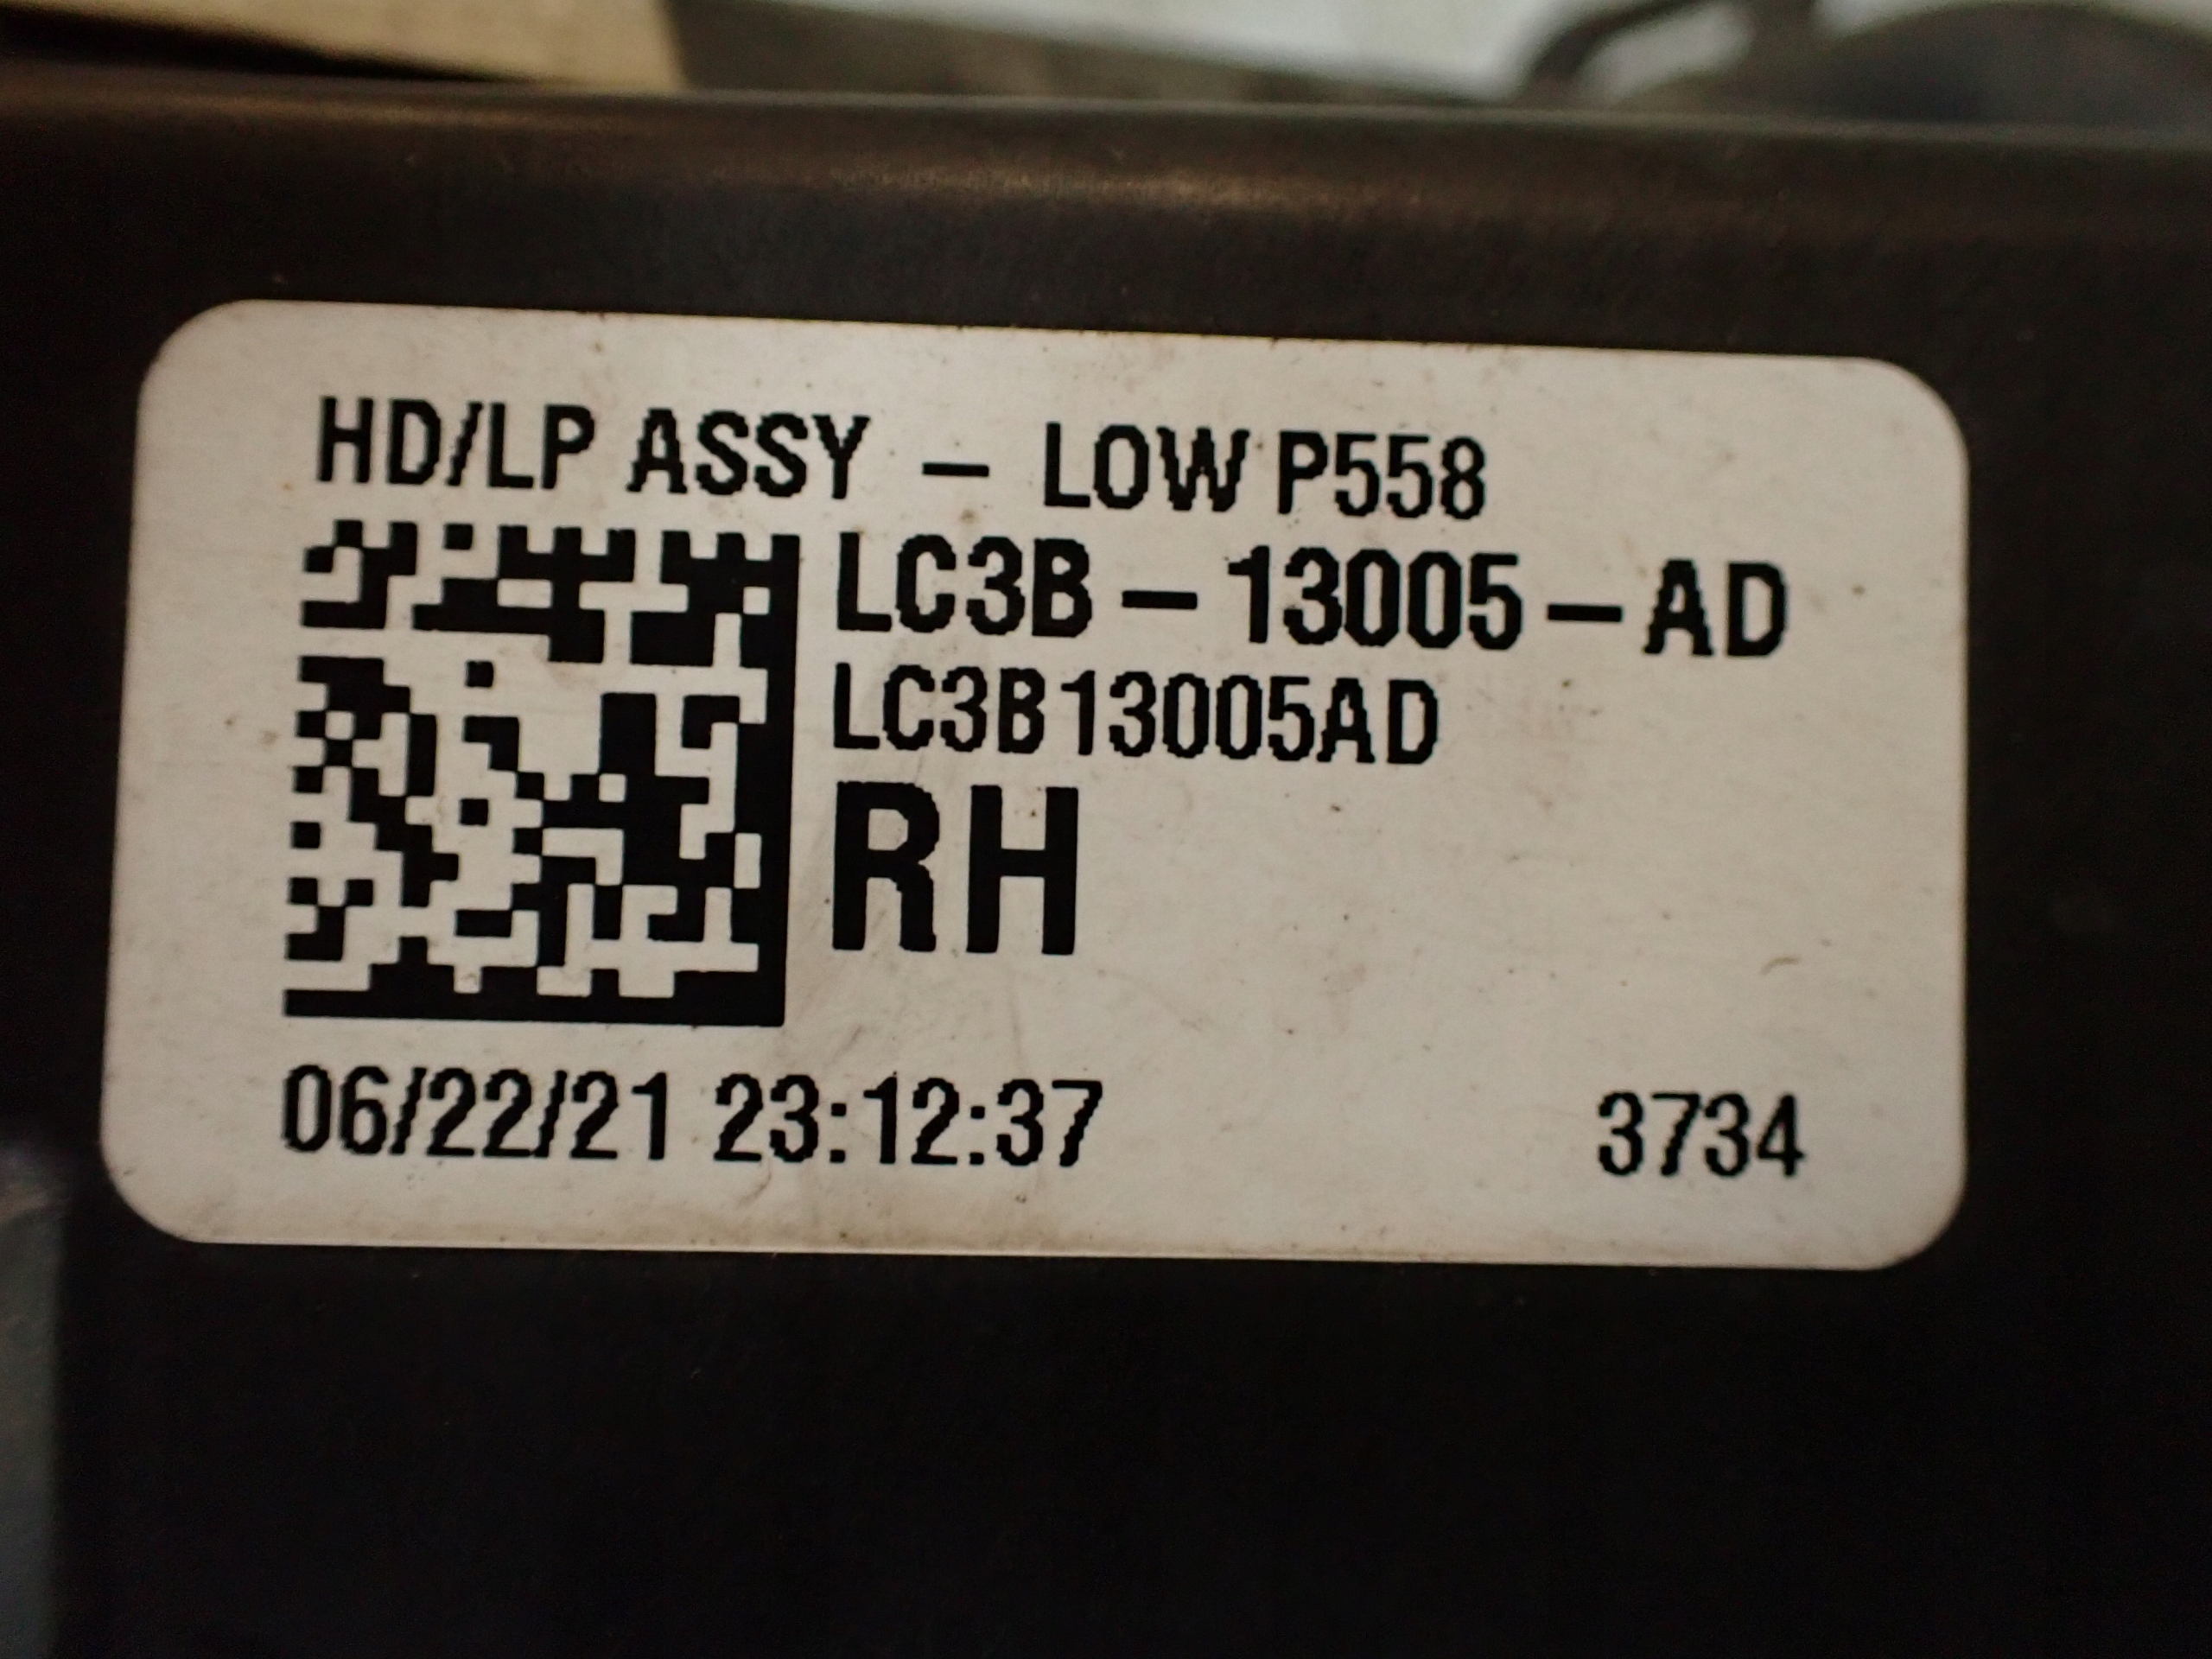 HD/LP ASSY - LOW P558
LC3B - 13005 - AD
LC3B13005AD
RH
06/22/21 23:12:37 3734